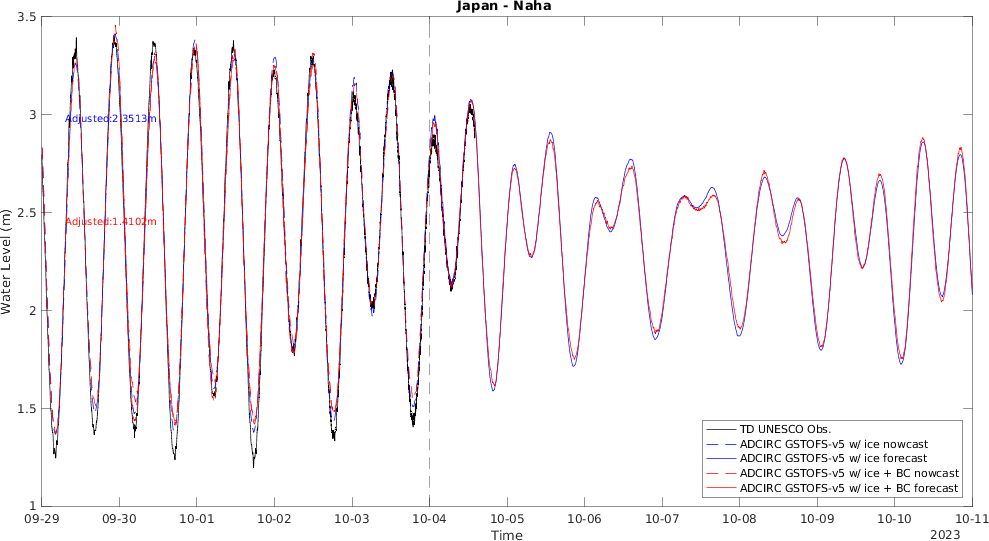 Japan - Naha
3.5
3
2.5
2
1.5
1
Water Level (m)
Adjusted:2.3513m
Adjusted:1.4102m
TD UNESCO Obs.
ADCIRC GSTOFS-v5 w/ ice nowcast
ADCIRC GSTOFS-v5 w/ ice forecast
ADCIRC GSTOFS-v5 w/ ice + BC nowcast
ADCIRC GSTOFS-v5 w/ ice + BC forecast
09-29 09-30 10-01 10-02 10-03 10-04 10-05 10-06 10-07 10-08 10-09 10-10 10-11
Time
2023